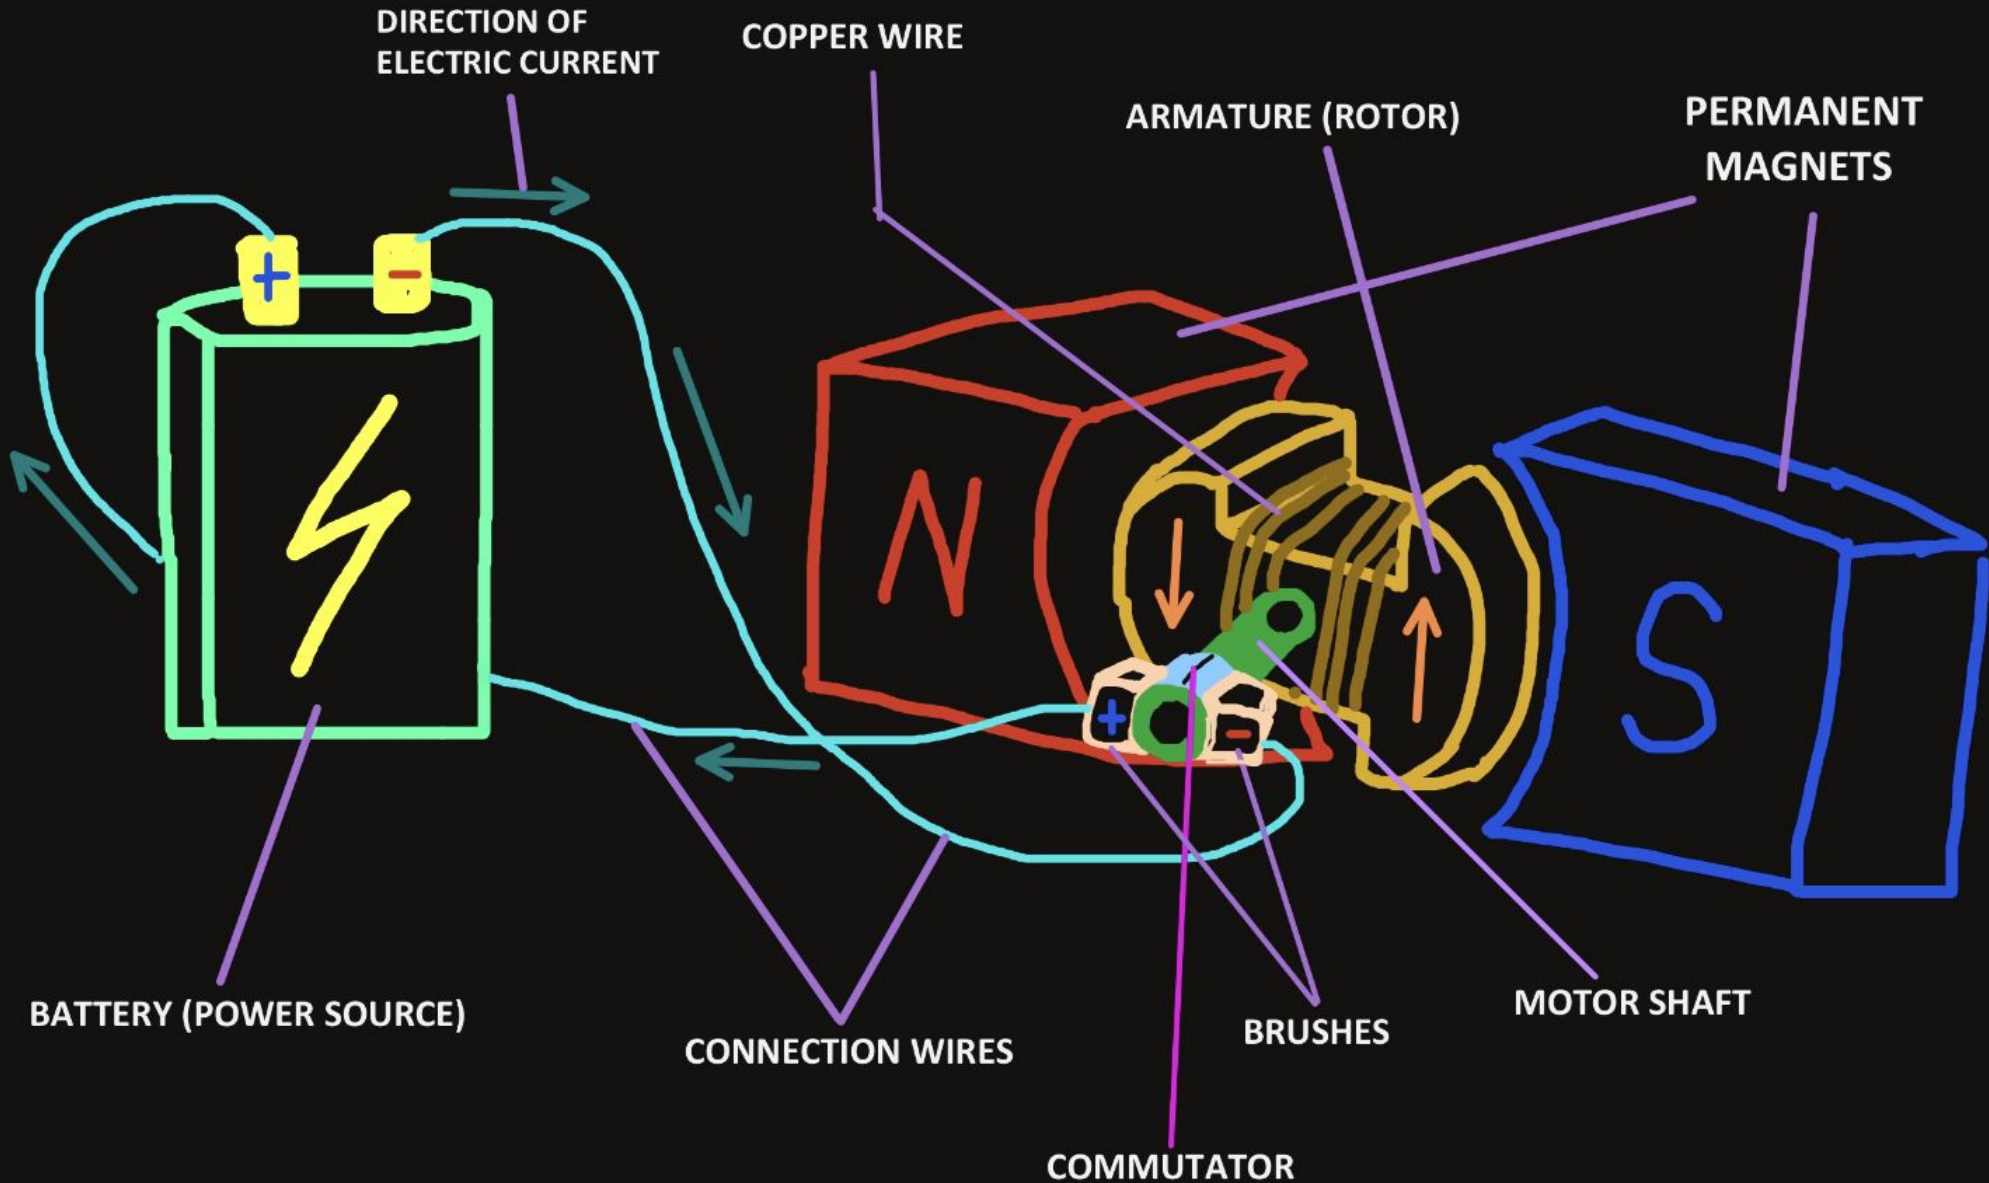 DIRECTION OF
ELECTRIC CURRENT
COPPER WIRE
ARMATURE (ROTOR)
PERMANENT
MAGNETS
+
−
N
S
+
−
BATTERY (POWER SOURCE)
CONNECTION WIRES
BRUSHES
MOTOR SHAFT
COMMUTATOR